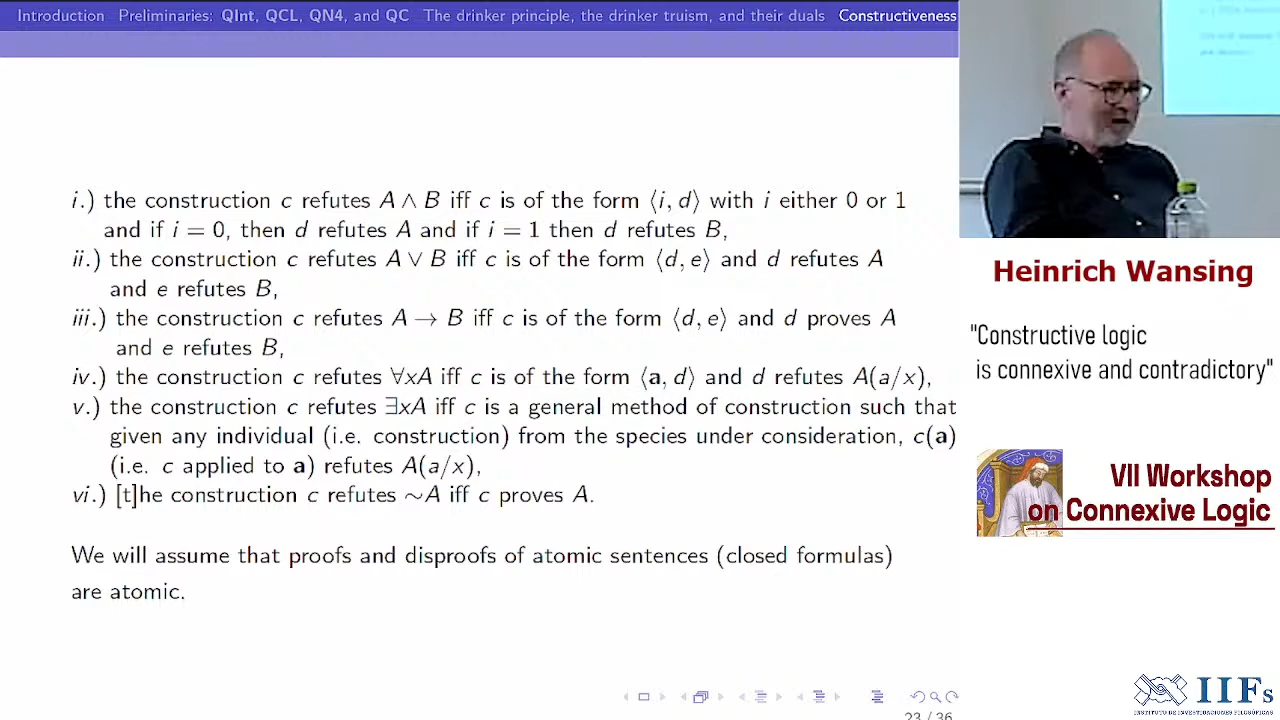 Introduction Preliminaries: QInt, QCL, QN4, and QC The drinker principle, the drinker truism, and their duals Constructiveness
i.) the construction c refutes A ∧ B iff c is of the form ⟨i, d⟩ with i either 0 or 1
and if i = 0, then d refutes A and if i = 1 then d refutes B,
ii.) the construction c refutes A ∨ B iff c is of the form ⟨d, e⟩ and d refutes A
and e refutes B,
iii.) the construction c refutes A → B iff c is of the form ⟨d, e⟩ and d proves A
and e refutes B,
iv.) the construction c refutes ∀xA iff c is of the form ⟨a, d⟩ and d refutes A(a/x),
v.) the construction c refutes ∃xA iff c is a general method of construction such that
given any individual (i.e. construction) from the species under consideration, c(a)
(i.e. c applied to a) refutes A(a/x),
vi.) [t]he construction c refutes ∼A iff c proves A.
We will assume that proofs and disproofs of atomic sentences (closed formulas)
are atomic.
23 / 36
Heinrich Wansing
"Constructive logic
is connexive and contradictory"
VII Workshop
on Connexive Logic
IIFs
INSTITUTO DE INVESTIGACIONES FILOSÓFICAS